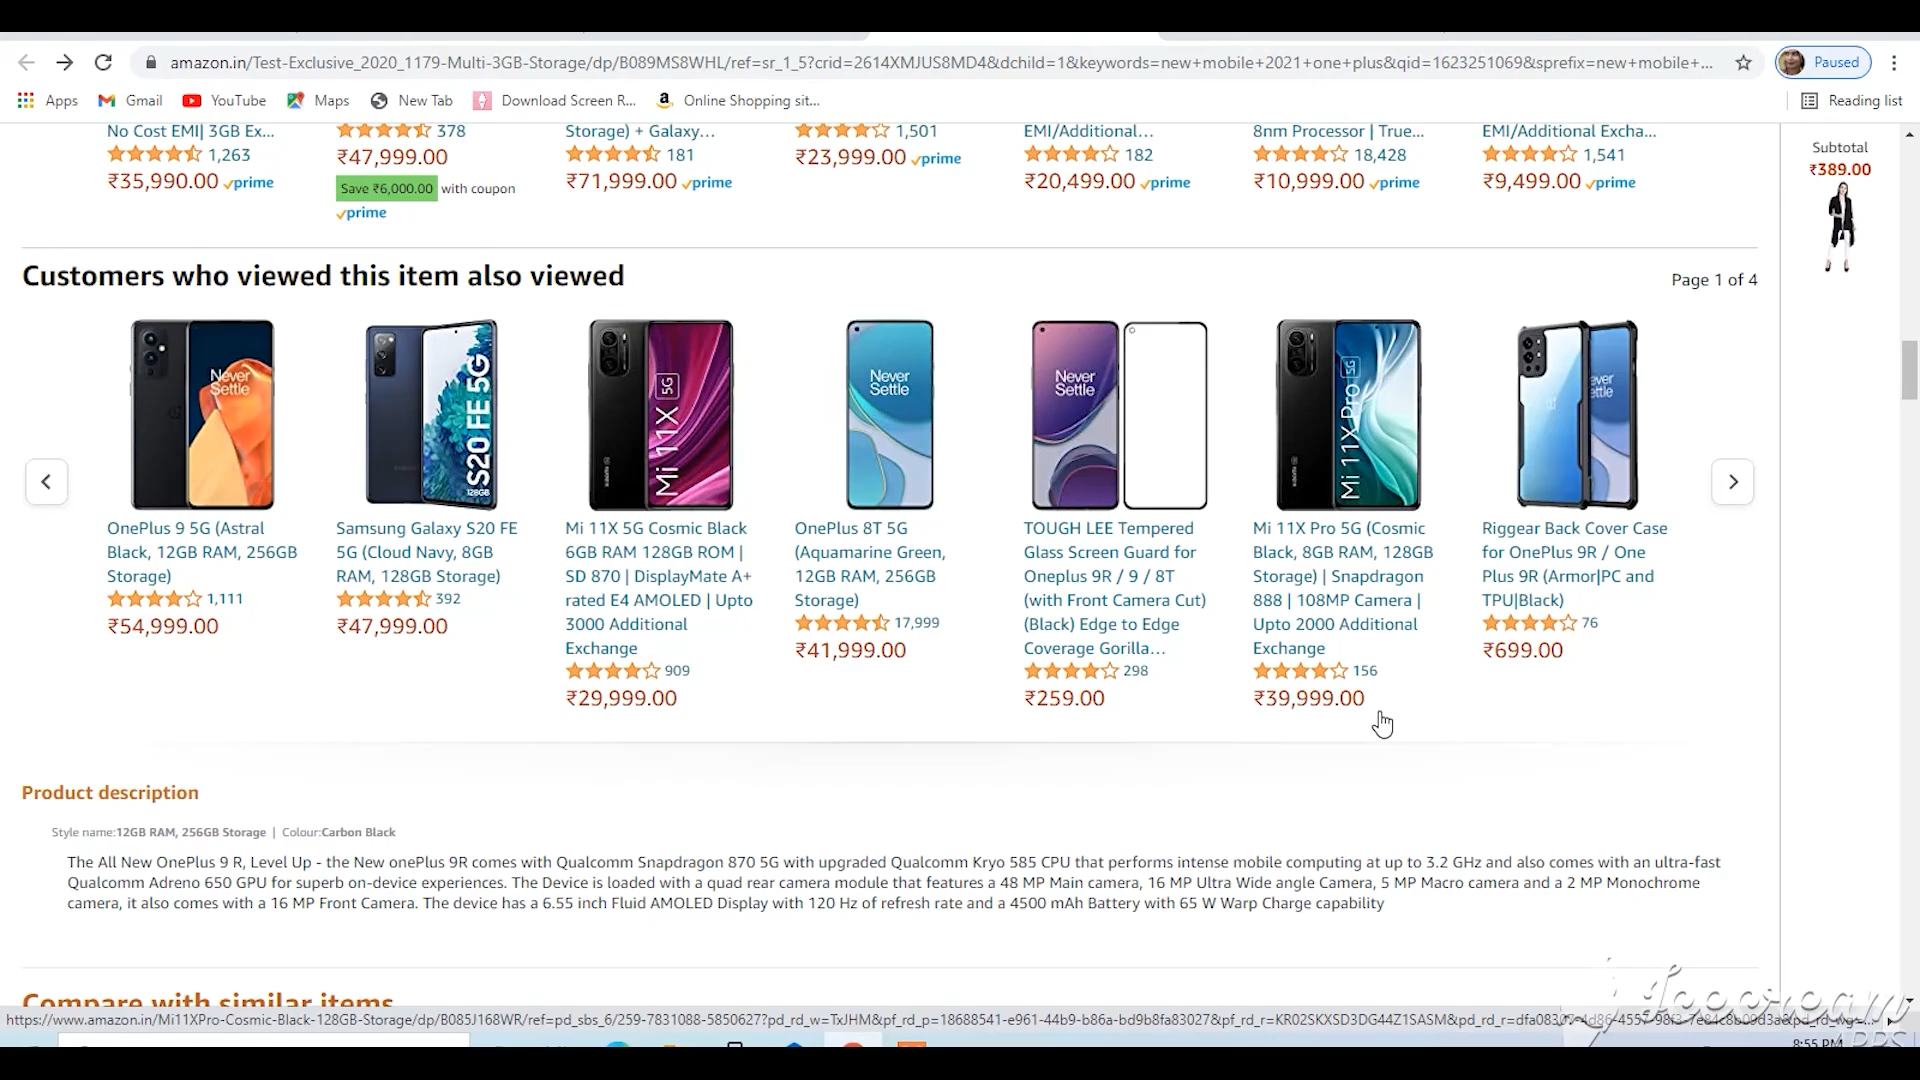 amazon.in/Test-Exclusive_2020_1179-Multi-3GB-Storage/dp/B089MS8WHL/ref=sr_1_5?crid=2614XMJUS8MD4&dchild=1&keywords=new+mobile+2021+one+plus&qid=1623251069&sprefix=new+mobile+...
Paused
Apps Gmail YouTube Maps New Tab Download Screen R... Online Shopping sit... Reading list
No Cost EMI| 3GB Ex...
1,263
₹35,990.00 prime
378
₹47,999.00
Save ₹6,000.00 with coupon
prime
Storage) + Galaxy...
181
₹71,999.00 prime
1,501
₹23,999.00 prime
EMI/Additional...
182
₹20,499.00 prime
8nm Processor | True...
18,428
₹10,999.00 prime
EMI/Additional Excha...
1,541
₹9,499.00 prime
Subtotal
₹389.00
Customers who viewed this item also viewed
Page 1 of 4
Never
Settle
OnePlus 9 5G (Astral
Black, 12GB RAM, 256GB
Storage)
1,111
₹54,999.00
S20 FE 5G
128GB
Samsung Galaxy S20 FE
5G (Cloud Navy, 8GB
RAM, 128GB Storage)
392
₹47,999.00
Mi 11X 5G
Mi 11X 5G Cosmic Black
6GB RAM 128GB ROM |
SD 870 | DisplayMate A+
rated E4 AMOLED | Upto
3000 Additional
Exchange
909
₹29,999.00
Never
Settle
OnePlus 8T 5G
(Aquamarine Green,
12GB RAM, 256GB
Storage)
17,999
₹41,999.00
Never
Settle
TOUGH LEE Tempered
Glass Screen Guard for
Oneplus 9R / 9 / 8T
(with Front Camera Cut)
(Black) Edge to Edge
Coverage Gorilla...
298
₹259.00
Mi 11X Pro 5G
Mi 11X Pro 5G (Cosmic
Black, 8GB RAM, 128GB
Storage) | Snapdragon
888 | 108MP Camera |
Upto 2000 Additional
Exchange
156
₹39,999.00
ever
ettle
Riggear Back Cover Case
for OnePlus 9R / One
Plus 9R (Armor|PC and
TPU|Black)
76
₹699.00
Product description
Style name:12GB RAM, 256GB Storage | Colour:Carbon Black
The All New OnePlus 9 R, Level Up - the New onePlus 9R comes with Qualcomm Snapdragon 870 5G with upgraded Qualcomm Kryo 585 CPU that performs intense mobile computing at up to 3.2 GHz and also comes with an ultra-fast
Qualcomm Adreno 650 GPU for superb on-device experiences. The Device is loaded with a quad rear camera module that features a 48 MP Main camera, 16 MP Ultra Wide angle Camera, 5 MP Macro camera and a 2 MP Monochrome
camera, it also comes with a 16 MP Front Camera. The device has a 6.55 inch Fluid AMOLED Display with 120 Hz of refresh rate and a 4500 mAh Battery with 65 W Warp Charge capability
Compare with similar items
https://www.amazon.in/Mi11XPro-Cosmic-Black-128GB-Storage/dp/B085J168WR/ref=pd_sbs_6/259-7831088-5850627?pd_rd_w=TxJHM&pf_rd_p=18688541-e961-44b9-b86a-bd9b8fa83027&pf_rd_r=KR02SKXSD3DG44Z1SASM&pd_rd_r=
8:55 PM